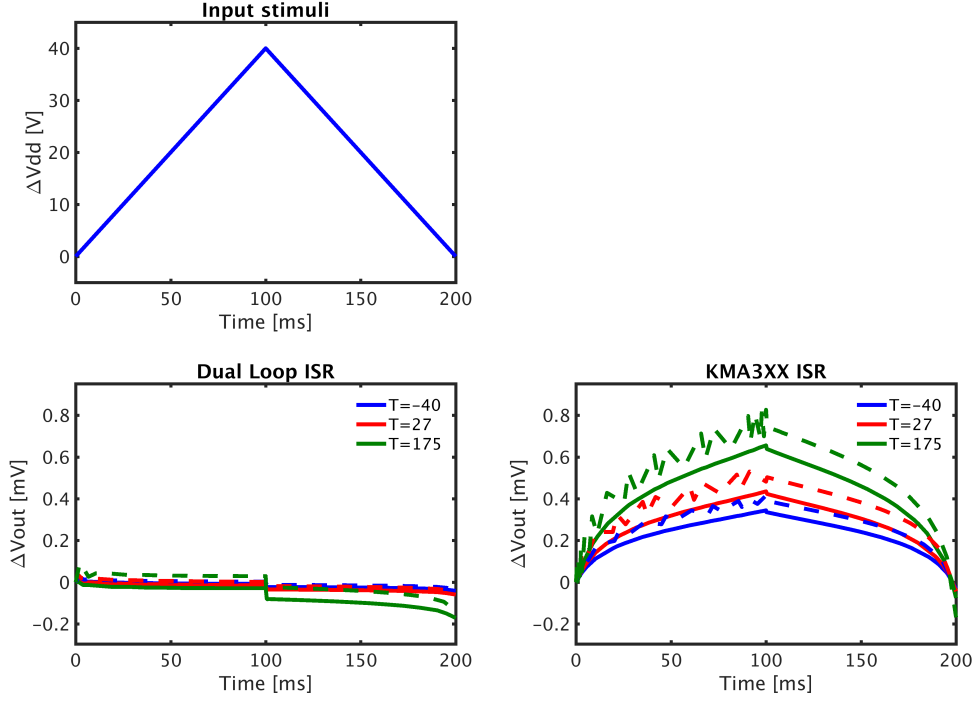 Input stimuli
40
30
20
10
0
ΔVdd [V]
0 50 100 150 200
Time [ms]
Dual Loop ISR
0.8
0.6
0.4
0.2
0
−0.2
ΔVout [mV]
T=−40
T=27
T=175
0 50 100 150 200
Time [ms]
KMA3XX ISR
0.8
0.6
0.4
0.2
0
−0.2
ΔVout [mV]
T=−40
T=27
T=175
0 50 100 150 200
Time [ms]